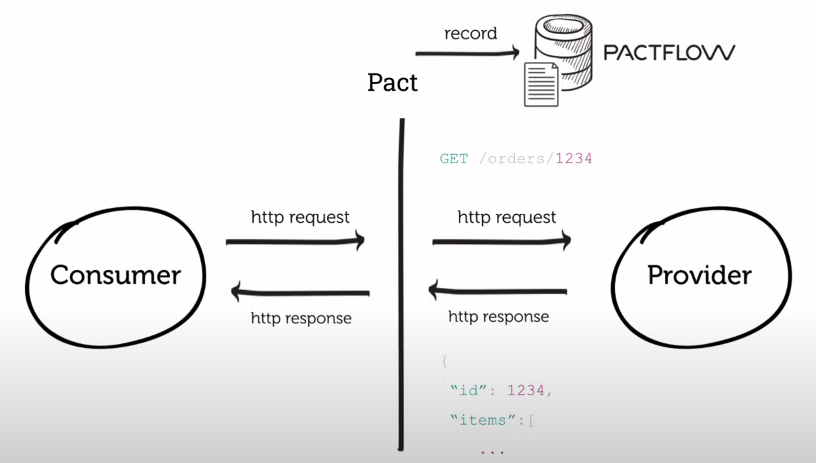 record
PACTFLOW
Pact
GET /orders/1234
http request
http request
Consumer
Provider
http response
http response
{
"id": 1234,
"items":[
...